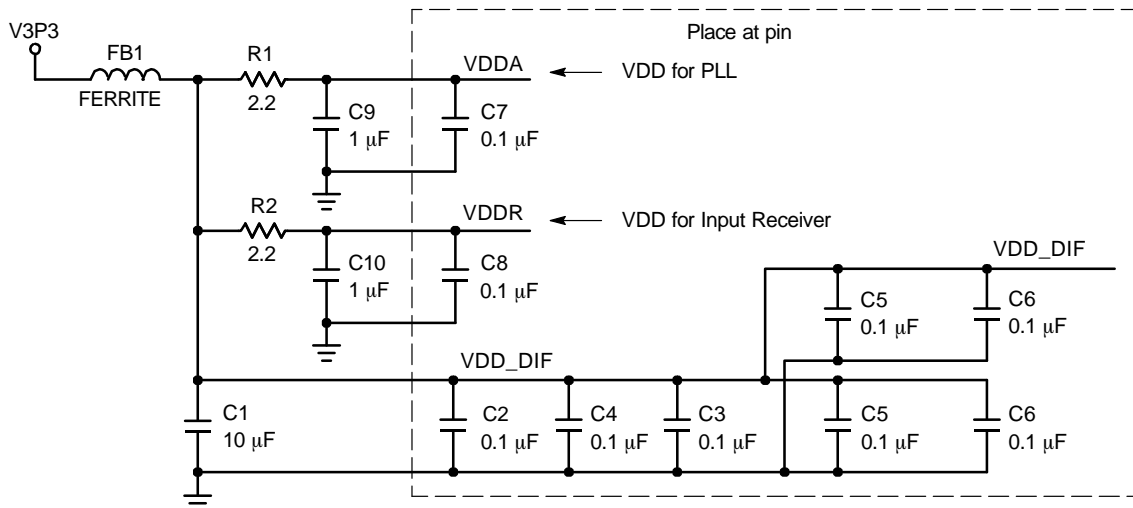 Place at pin
V3P3
FB1
FERRITE
R1
2.2
VDDA
VDD for PLL
C9
1 μF
C7
0.1 μF
R2
2.2
VDDR
VDD for Input Receiver
C10
1 μF
C8
0.1 μF
VDD_DIF
C5
0.1 μF
C6
0.1 μF
VDD_DIF
C1
10 μF
C2
0.1 μF
C4
0.1 μF
C3
0.1 μF
C5
0.1 μF
C6
0.1 μF